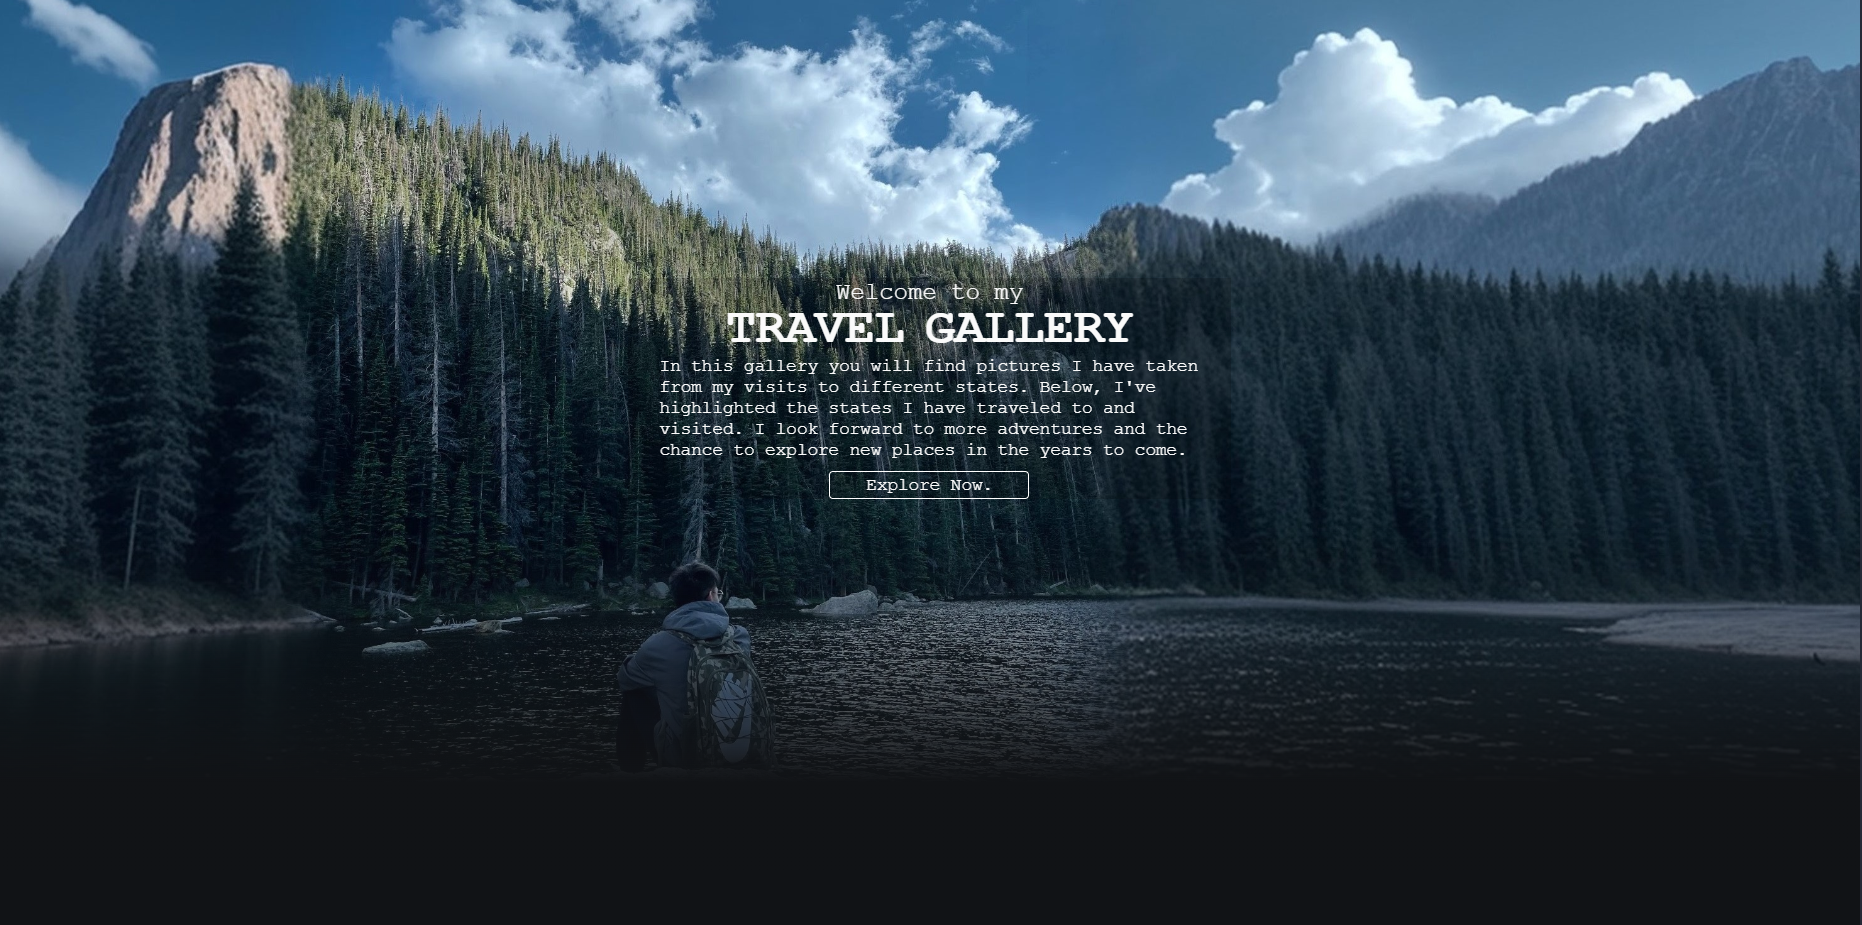 Welcome to my
TRAVEL GALLERY
In this gallery you will find pictures I have taken
from my visits to different states. Below, I've
highlighted the states I have traveled to and
visited. I look forward to more adventures and the
chance to explore new places in the years to come.
Explore Now.